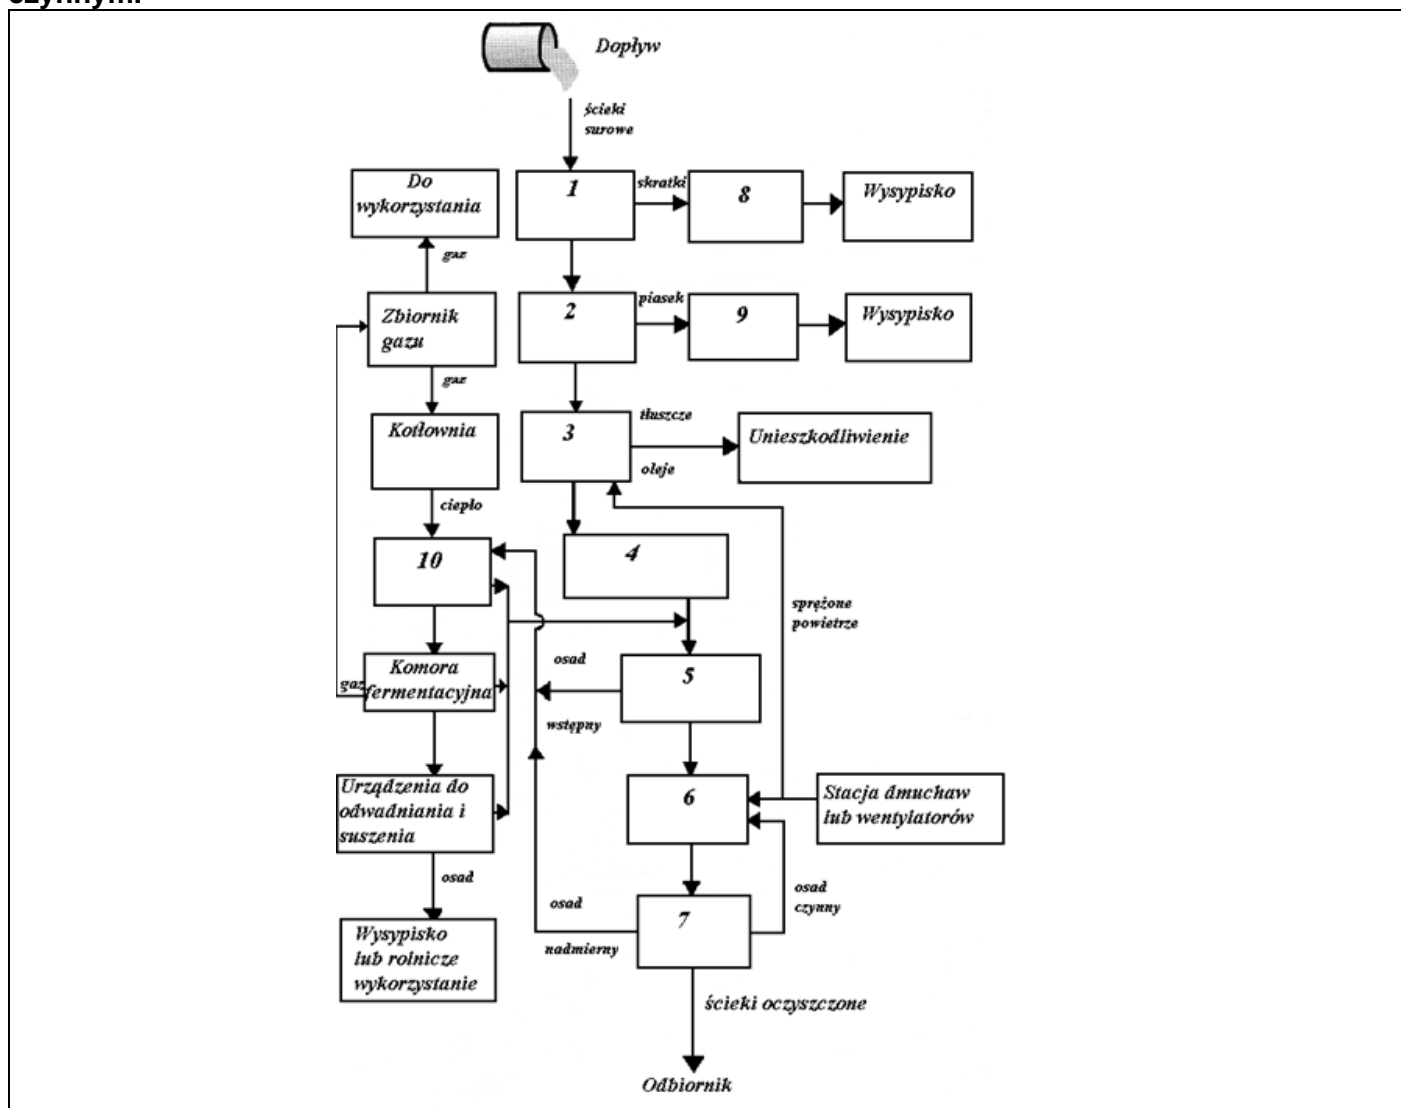 Dopływ
ścieki
surowe
Do
wykorzystania
1
skratki
8
Wysypisko
gaz
Zbiornik
gazu
2
piasek
9
Wysypisko
gaz
Kotłownia
3
tłuszcze
oleje
Unieszkodliwienie
ciepło
10
4
sprężone
powietrze
Komora
fermentacyjna
gaz
osad
wstępny
5
Urządzenia do
odwadniania i
suszenia
6
Stacja dmuchaw
lub wentylatorów
osad
osad
nadmierny
7
osad
czynny
Wysypisko
lub rolnicze
wykorzystanie
ścieki oczyszczone
Odbiornik